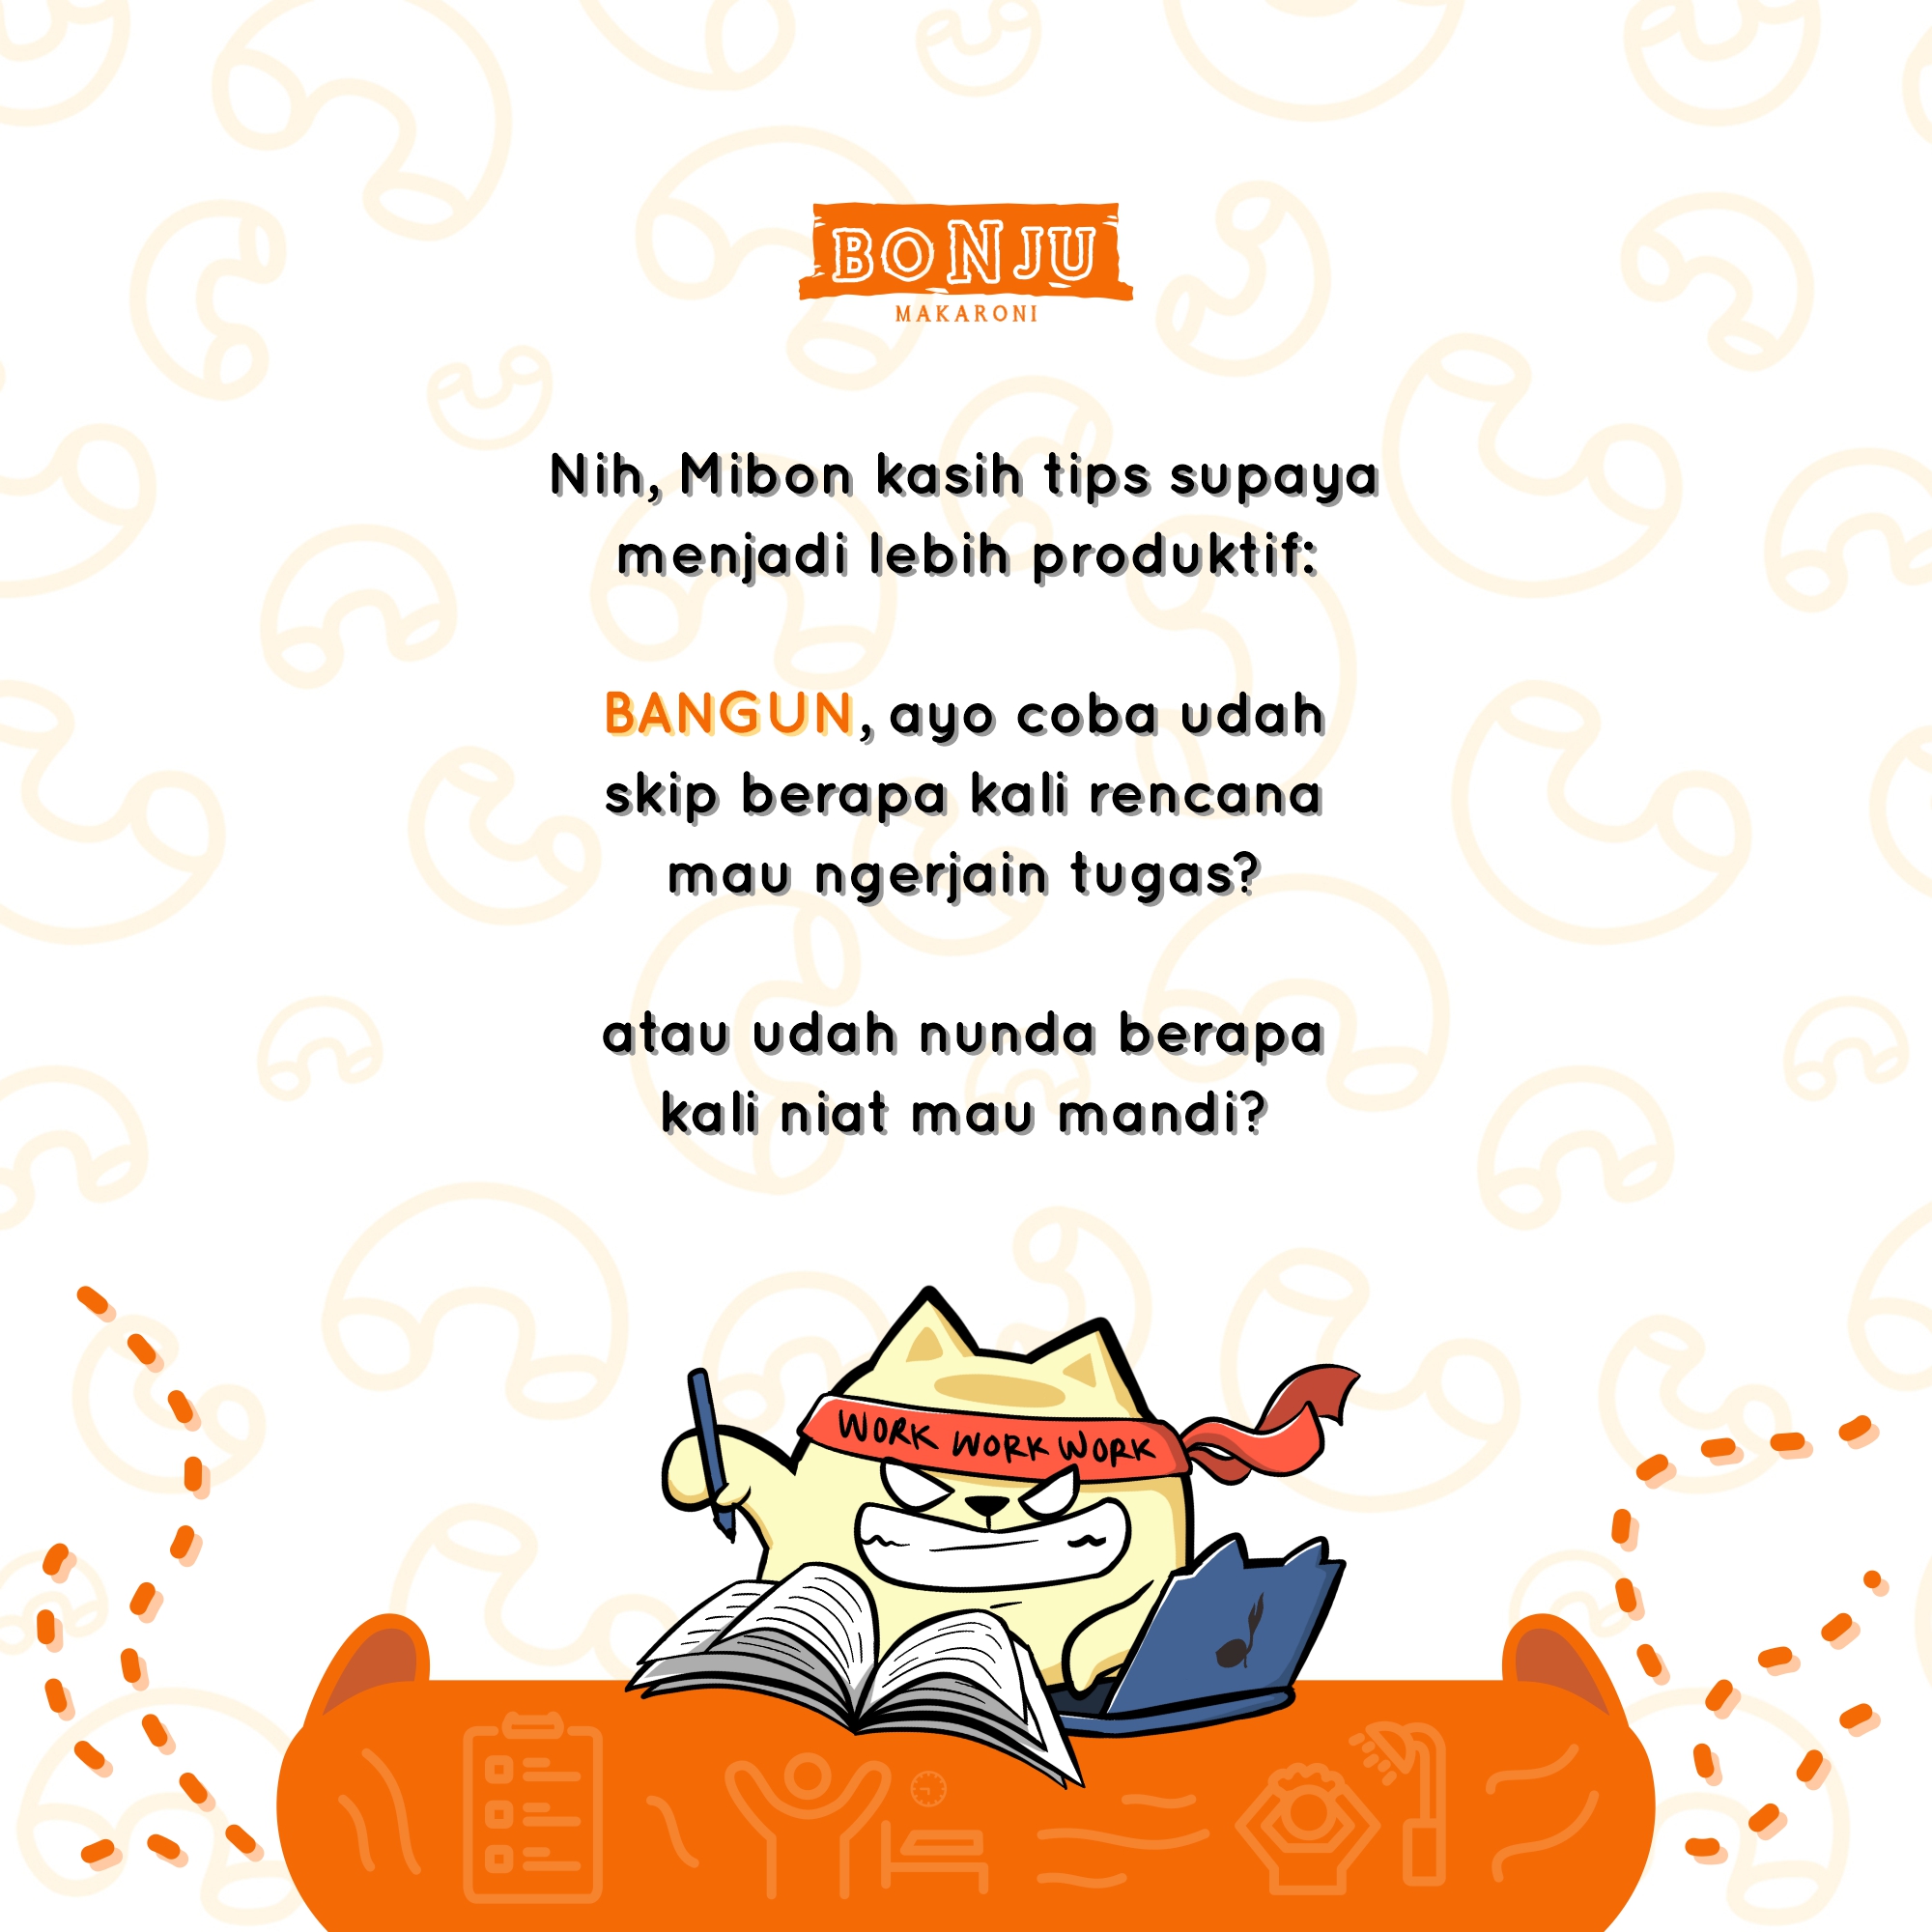 BONJU
MAKARONI
Nih, Mibon kasih tips supaya
menjadi lebih produktif:
BANGUN, ayo coba udah
skip berapa kali rencana
mau ngerjain tugas?
atau udah nunda berapa
kali niat mau mandi?
WORK WORK WORK